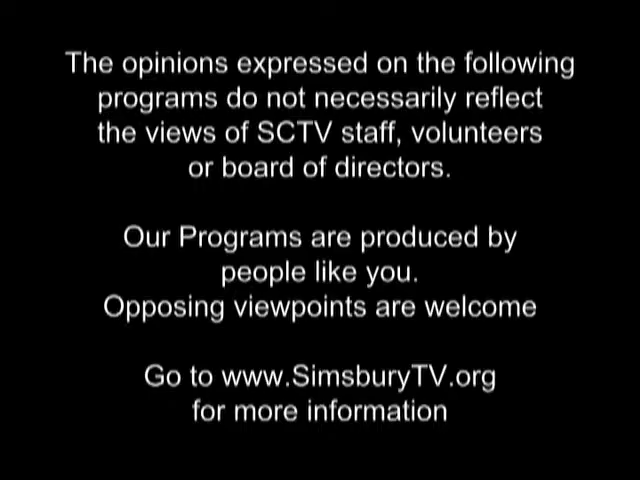 The opinions expressed on the following
programs do not necessarily reflect
the views of SCTV staff, volunteers
or board of directors.
Our Programs are produced by
people like you.
Opposing viewpoints are welcome
Go to www.SimsburyTV.org
for more information